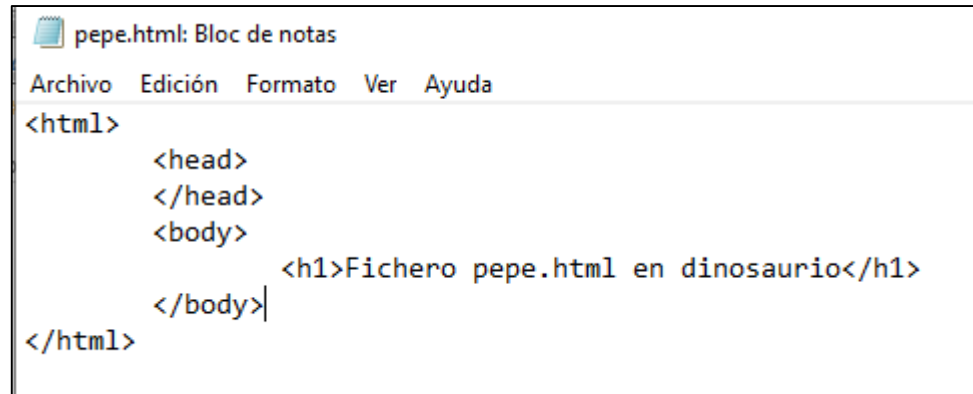 pepe.html: Bloc de notas
Archivo Edición Formato Ver Ayuda
<html>
<head>
</head>
<body>
<h1>Fichero pepe.html en dinosaurio</h1>
</body>
</html>